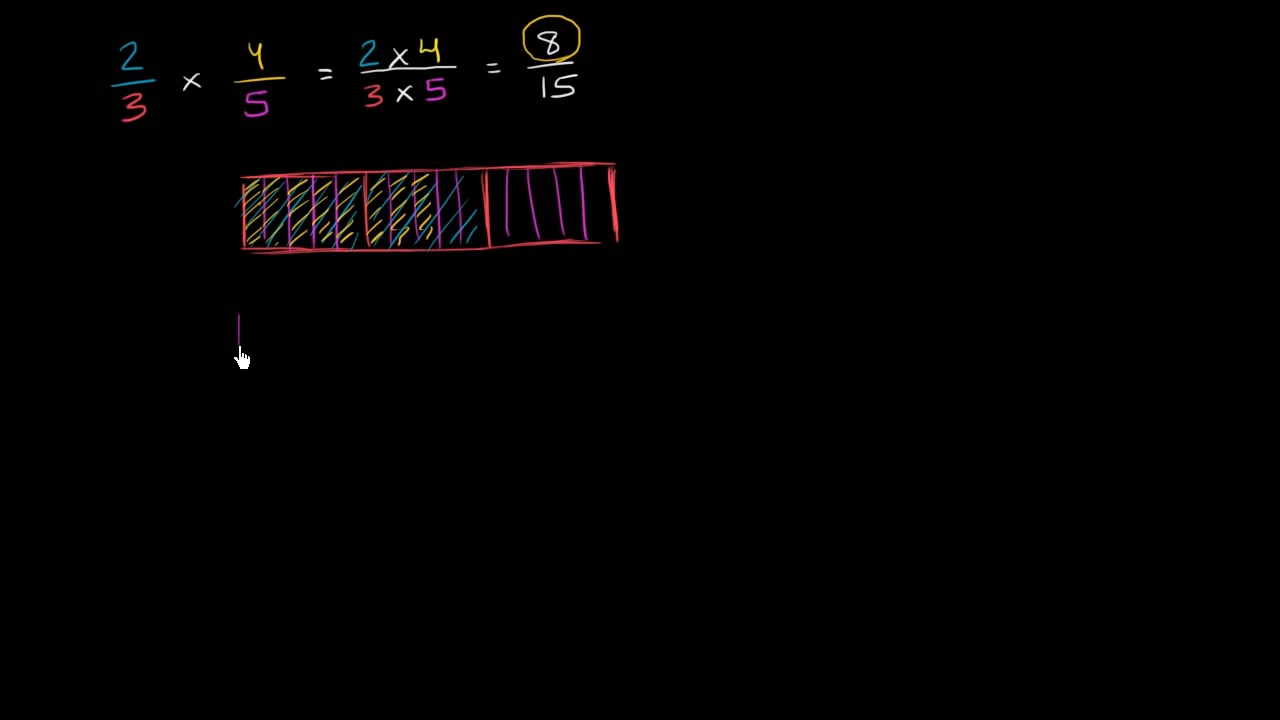 2/3 × 4/5 = 2 × 4 / 3 × 5 = 8/15